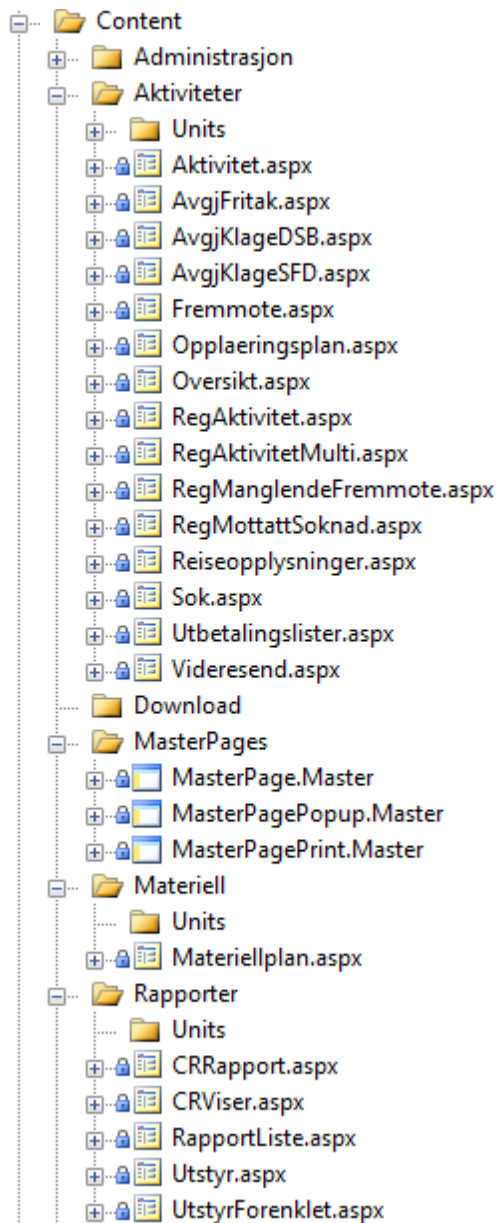 Content
Administrasjon
Aktiviteter
Units
Aktivitet.aspx
AvgjFritak.aspx
AvgjKlageDSB.aspx
AvgjKlageSFD.aspx
Fremmote.aspx
Opplaeringsplan.aspx
Oversikt.aspx
RegAktivitet.aspx
RegAktivitetMulti.aspx
RegManglendeFremmote.aspx
RegMottattSoknad.aspx
Reiseopplysninger.aspx
Sok.aspx
Utbetalingslister.aspx
Videresend.aspx
Download
MasterPages
MasterPage.Master
MasterPagePopup.Master
MasterPagePrint.Master
Materiell
Units
Materiellplan.aspx
Rapporter
Units
CRRapport.aspx
CRViser.aspx
RapportListe.aspx
Utstyr.aspx
UtstyrForenklet.aspx